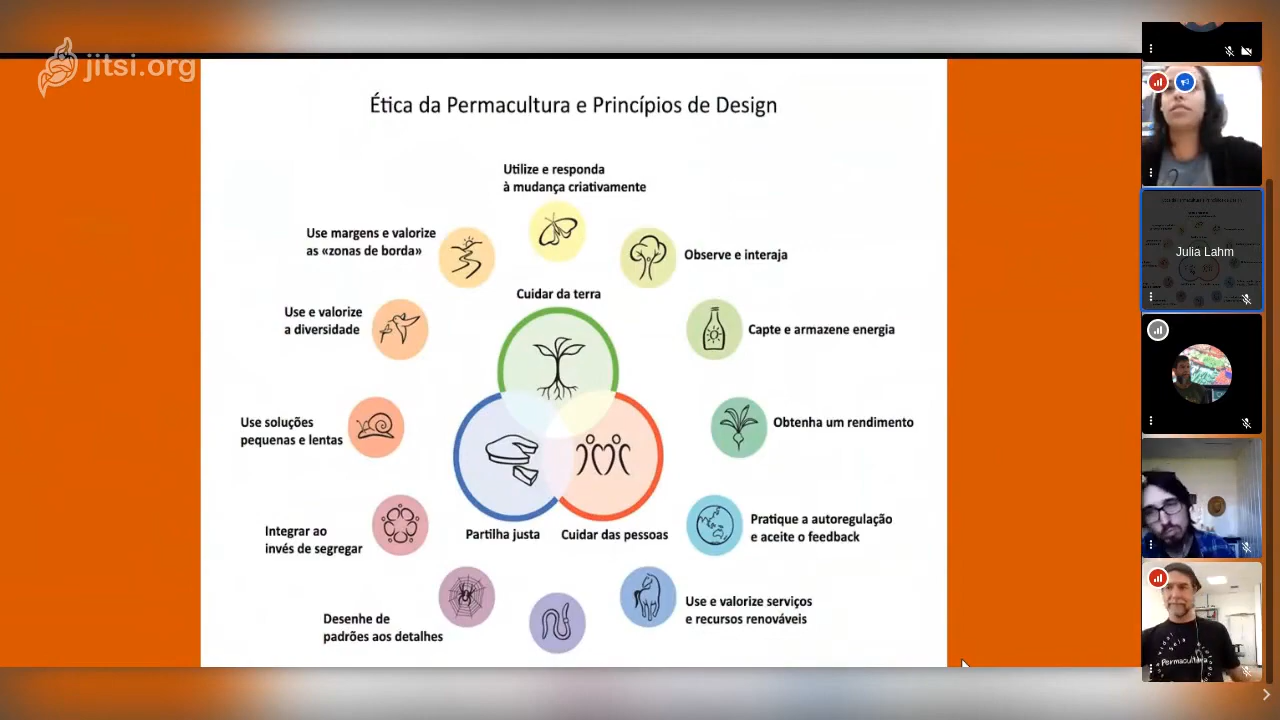 jitsi.org
Ética da Permacultura e Princípios de Design
Utilize e responda
à mudança criativamente
Use margens e valorize
as «zonas de borda»
Observe e interaja
Cuidar da terra
Use e valorize
a diversidade
Capte e armazene energia
Use soluções
pequenas e lentas
Obtenha um rendimento
Integrar ao
invés de segregar
Partilha justa
Cuidar das pessoas
Pratique a autoregulação
e aceite o feedback
Desenhe de
padrões aos detalhes
Use e valorize serviços
e recursos renováveis
Julia Lahm
Permacultura